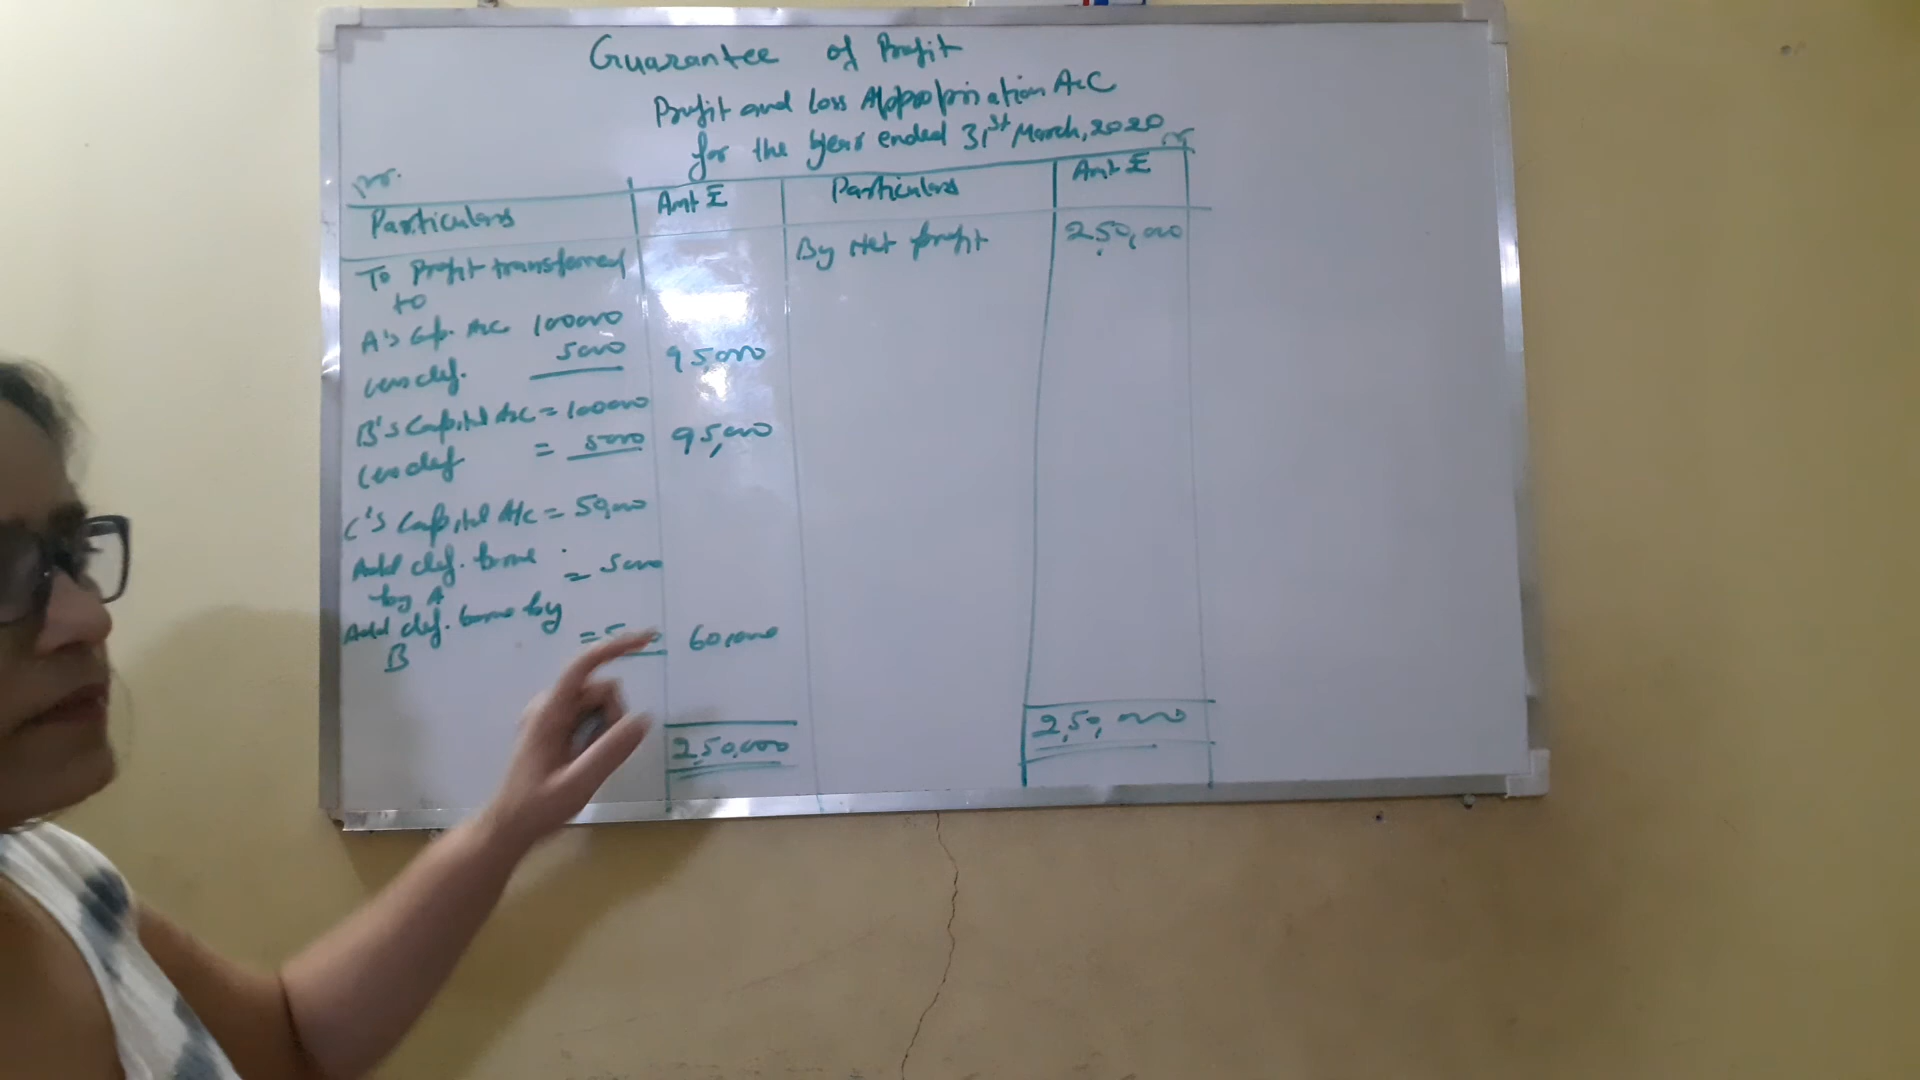 Guarantee of Profit
Profit and Loss Appropriation A/C
for the year ended 31st March, 2020
Dr. Cr
Particulars Amt ₹ Particulars Amt ₹
To Profit transferred By Net profit 2,50,000
to
A's Cap. A/C 100000
Less def. 5000 95000
B's Capital A/C = 100000
Less def = 5000 95,000
C's Capital A/c = 50,000
Add def. borne = 5000
by A
Add def. borne by = 60,000
B
2,50,000 2,50,000